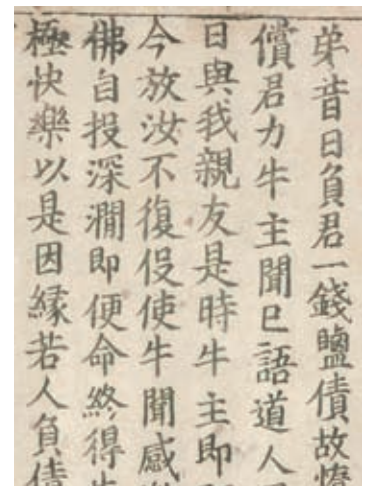 弟昔日負君一錢鹽債故
償君力牛主聞已語道人
日與我親友是時牛主即
今放汝不復役使牛聞感
佛自投深澗即便命終得
極快樂以是因緣若人負債